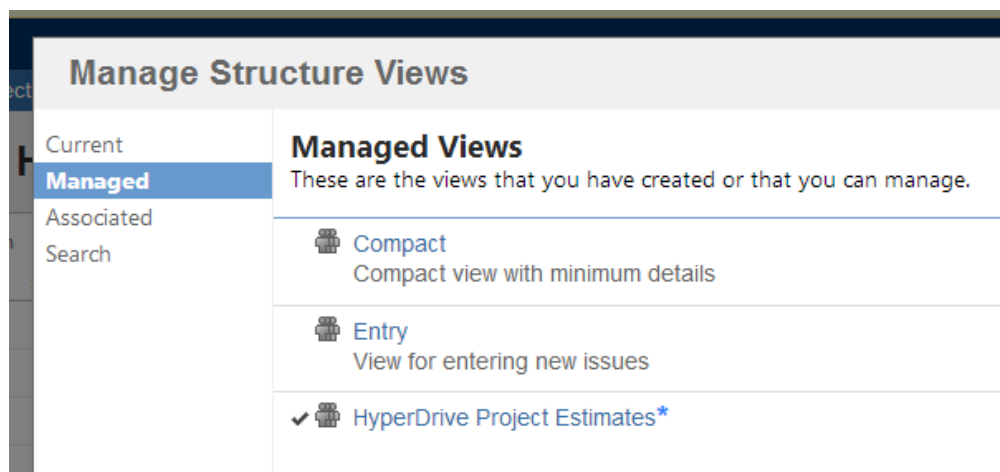 Manage Structure Views
Current
Managed
Associated
Search
Managed Views
These are the views that you have created or that you can manage.
Compact
Compact view with minimum details
Entry
View for entering new issues
HyperDrive Project Estimates*